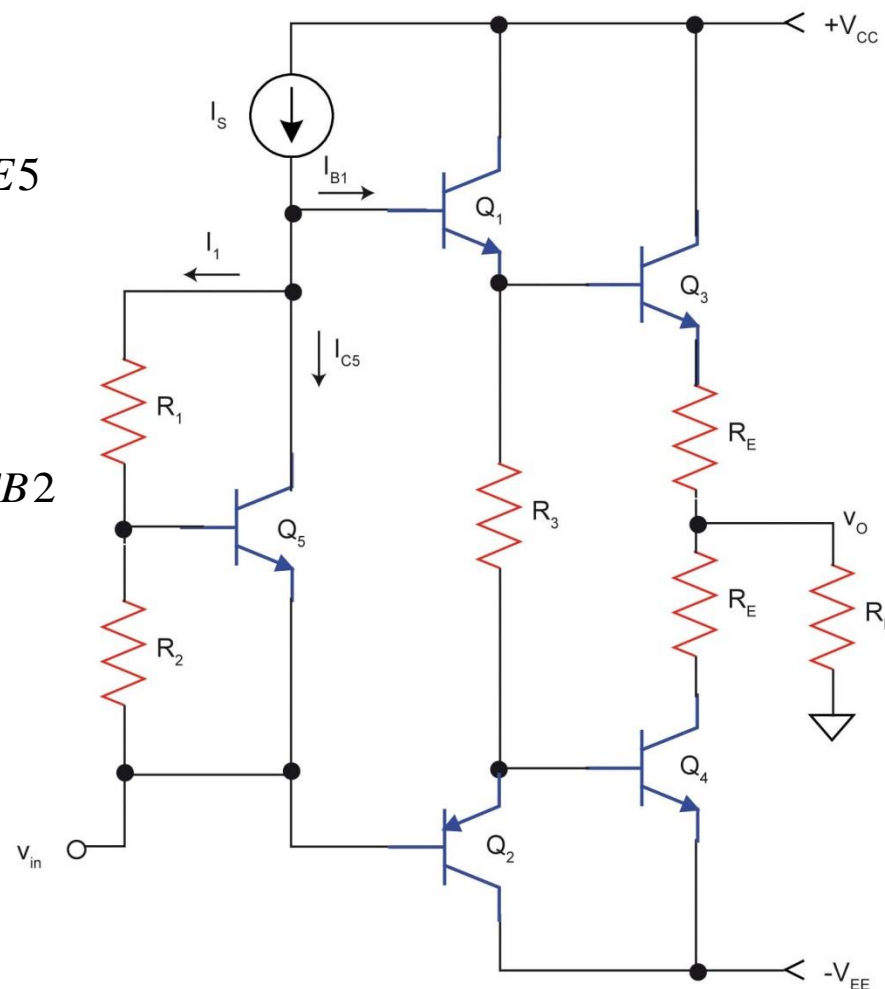 +V_CC
I_S
E5
I_B1
Q_1
I_1
Q_3
I_C5
R_1
R_E
B2
R_3
v_O
Q_5
R_E
R_2
Q_4
v_in
Q_2
-V_EE